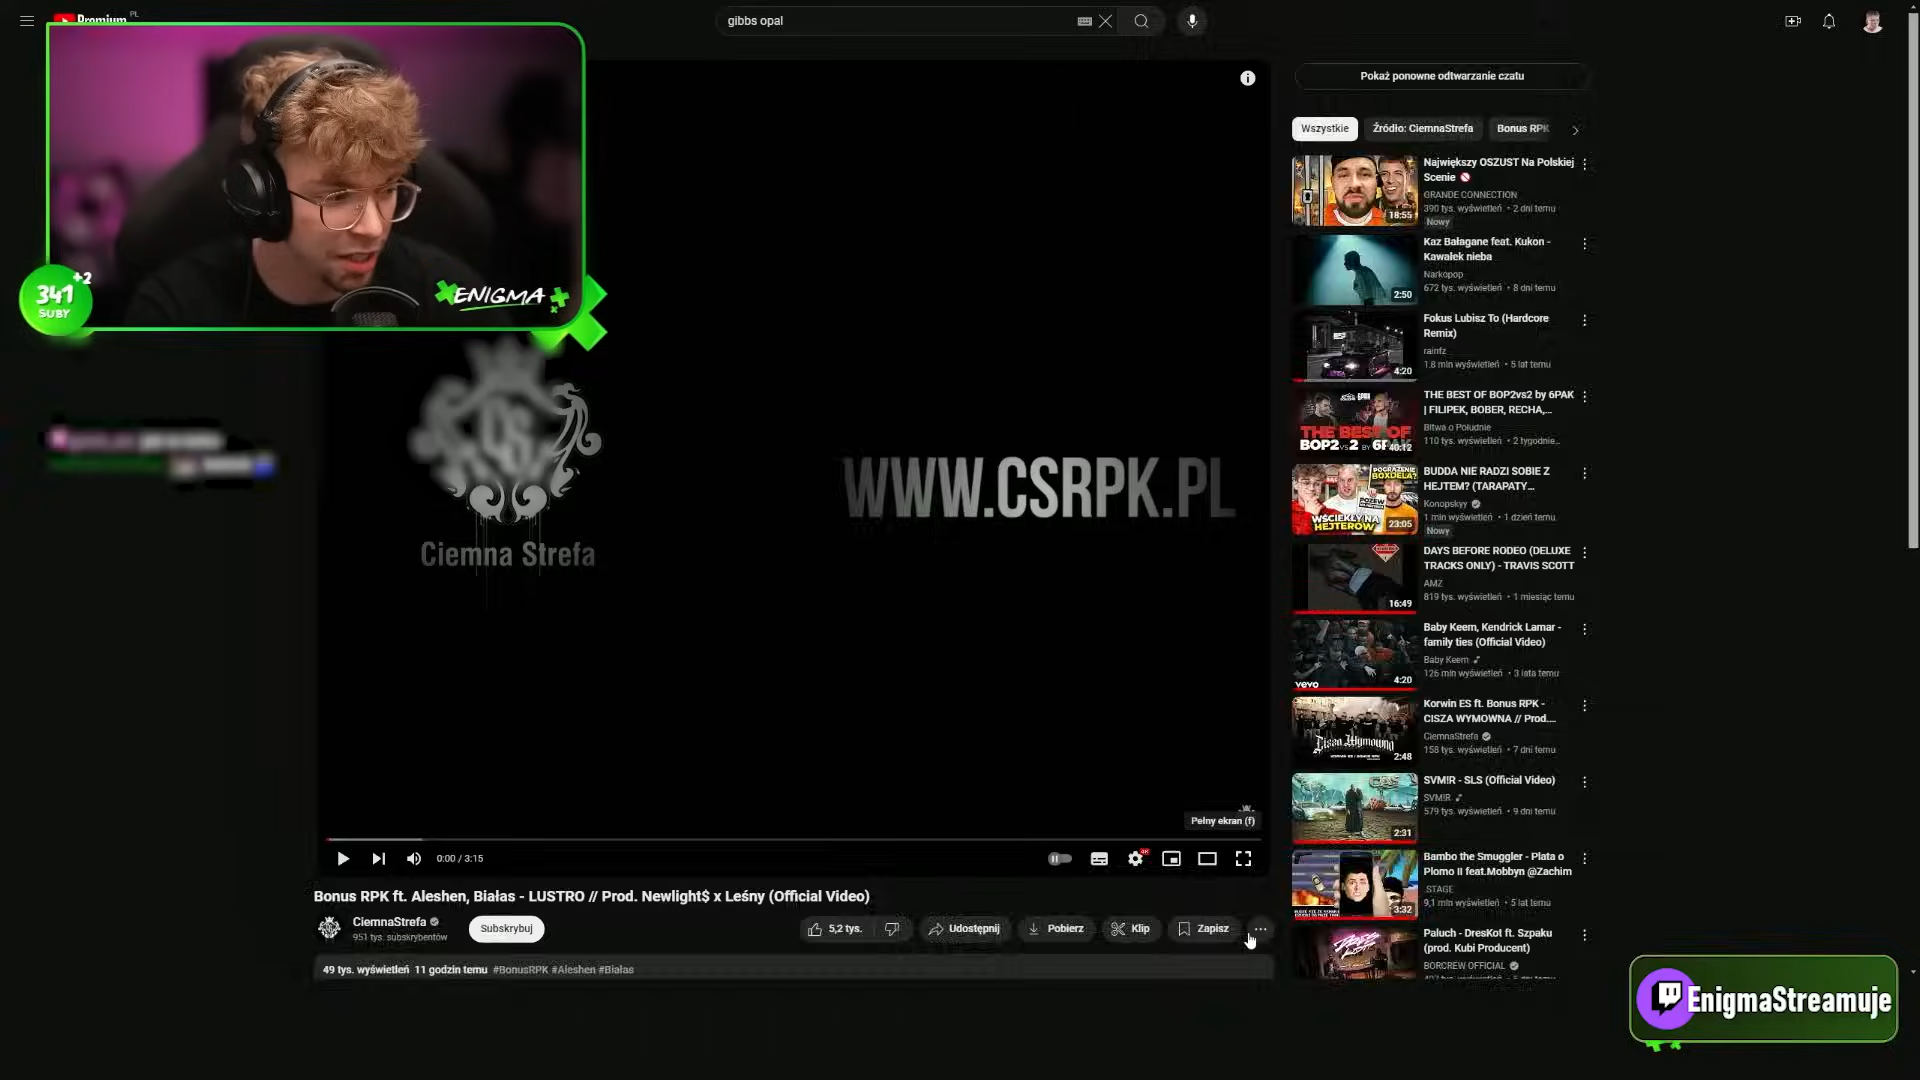 Premium PL
gibbs opal
Pokaż ponowne odtwarzanie czatu
Wszystkie
Źródło: CiemnaStrefa
Bonus RPK
341 +2
SUBY
ENIGMA
Ciemna Strefa
WWW.CSRPK.PL
Pełny ekran (f)
0:00 / 3:15
Bonus RPK ft. Aleshen, Białas - LUSTRO // Prod. Newlight$ x Leśny (Official Video)
CiemnaStrefa
951 tys. subskrybentów
Subskrybuj
5,2 tys.
Udostępnij
Pobierz
Klip
Zapisz
49 tys. wyświetleń 11 godzin temu #BonusRPK #Aleshen #Białas
Największy OSZUST Na Polskiej
Scenie
GRANDE CONNECTION
390 tys. wyświetleń • 2 dni temu
Nowy
18:55
Kaz Bałagane feat. Kukon -
Kawałek nieba
Narkopop
672 tys. wyświetleń • 8 dni temu
2:50
Fokus Lubisz To (Hardcore
Remix)
rainfz
1.8 mln wyświetleń • 5 lat temu
4:20
THE BEST OF BOP2vs2 by 6PAK
| FILIPEK, BOBER, RECHA,...
Bitwa o Południe
110 tys. wyświetleń • 2 tygodnie...
THE BEST OF
BOP2 VS 2 BY
40:12
BUDDA NIE RADZI SOBIE Z
HEJTEM? (TARAPATY...
Konopskyy
1 mln wyświetleń • 1 dzień temu
Nowy
POGRĄŻENIE
BOXDELA?
POZEW
WŚCIEKŁY NA
HEJTERÓW
23:05
DAYS BEFORE RODEO (DELUXE
TRACKS ONLY) - TRAVIS SCOTT
AMZ
819 tys. wyświetleń • 1 miesiąc temu
16:49
Baby Keem, Kendrick Lamar -
family ties (Official Video)
Baby Keem
126 mln wyświetleń • 3 lata temu
vevo
4:20
Korwin ES ft. Bonus RPK -
CISZA WYMOWNA // Prod....
CiemnaStrefa
158 tys. wyświetleń • 7 dni temu
Cisza Wymowna
2:48
SVM!R - SLS (Official Video)
SVM!R
579 tys. wyświetleń • 9 dni temu
2:31
Bambo the Smuggler - Plata o
Plomo II feat.Mobbyn @Zachim
.STAGE
9,1 mln wyświetleń • 5 lat temu
3:32
Paluch - DresKot ft. Szpaku
(prod. Kubi Producent)
BORCREW OFFICIAL
EnigmaStreamuje